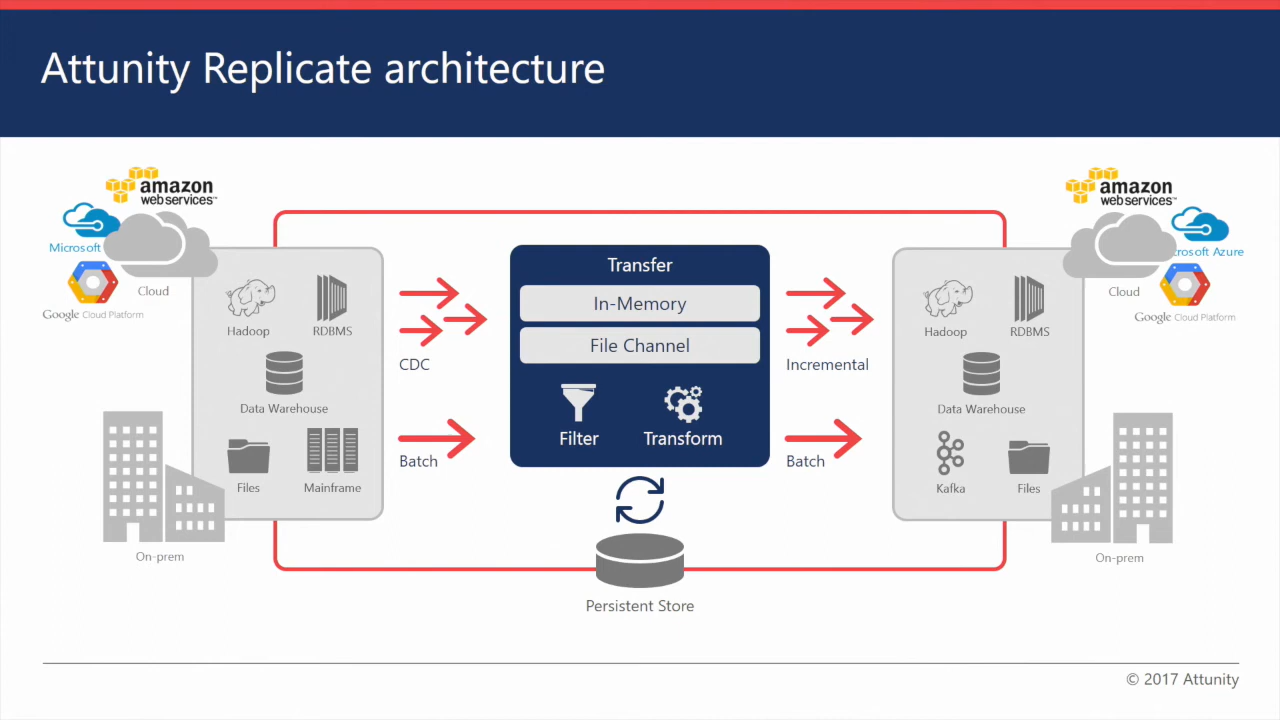 Attunity Replicate architecture
amazon
web services™
Microsoft
Google Cloud Platform
Cloud
Hadoop
RDBMS
Data Warehouse
Files
Mainframe
On-prem
CDC
Batch
Transfer
In-Memory
File Channel
Filter
Transform
Persistent Store
Incremental
Batch
amazon
web services™
crosoft Azure
Google Cloud Platform
Cloud
Hadoop
RDBMS
Data Warehouse
Kafka
Files
On-prem
© 2017 Attunity